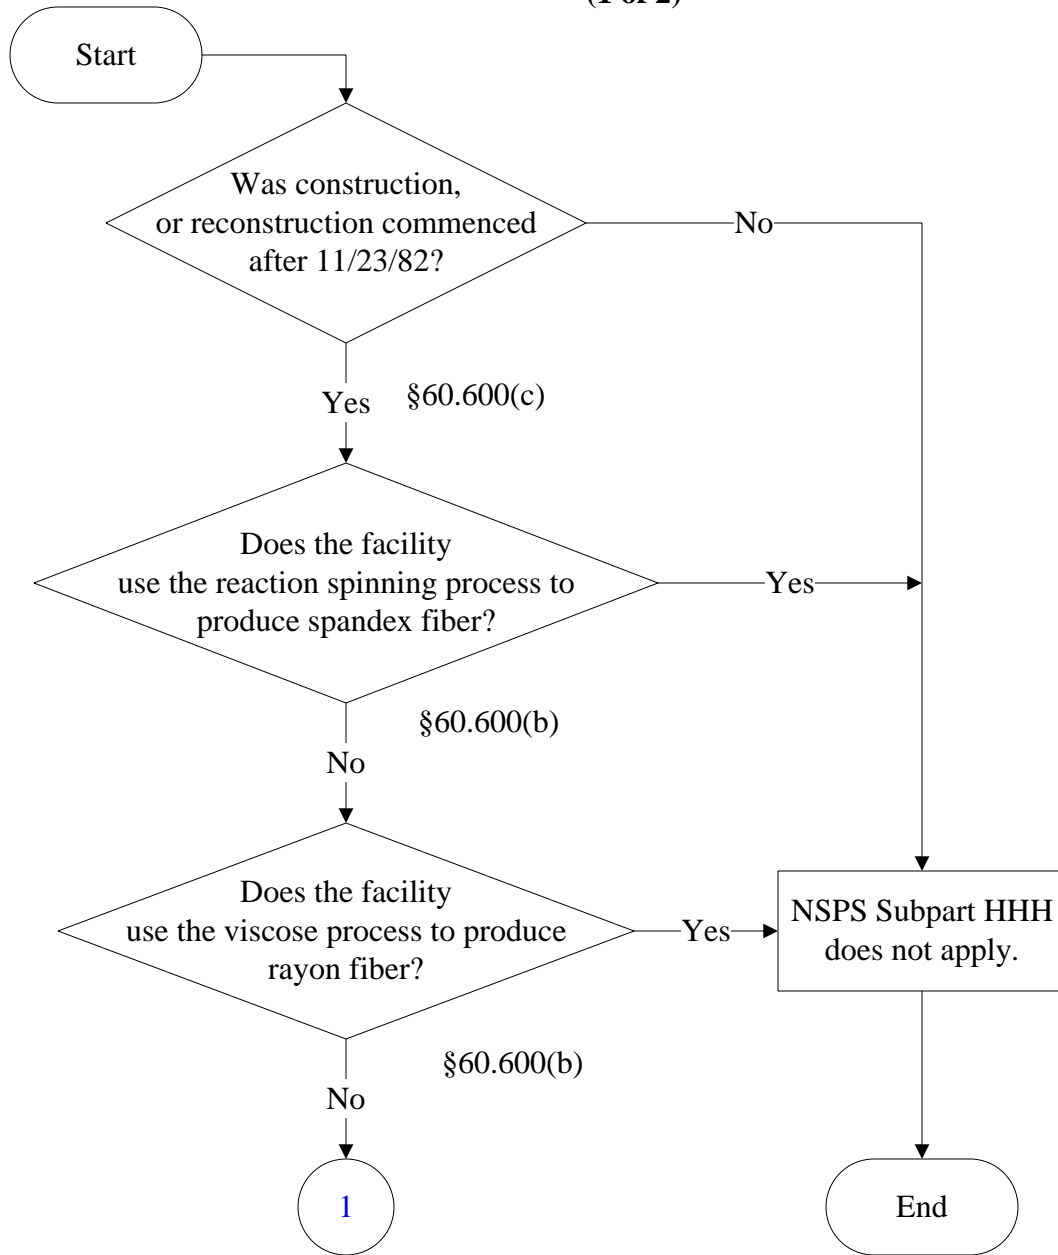 (1 of 2)
Start
Was construction,
or reconstruction commenced
after 11/23/82?
No
Yes
§60.600(c)
Does the facility
use the reaction spinning process to
produce spandex fiber?
Yes
§60.600(b)
No
Does the facility
use the viscose process to produce
rayon fiber?
Yes
NSPS Subpart HHH
does not apply.
§60.600(b)
No
1
End